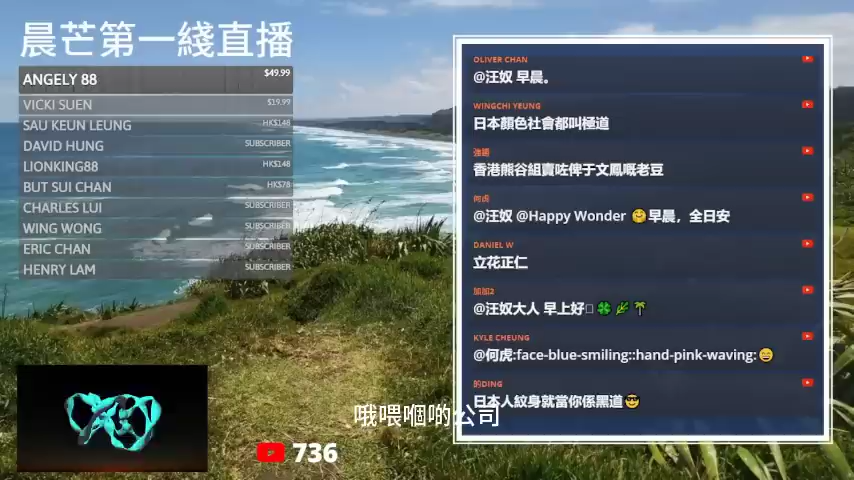 晨芒第一綫直播
ANGELY 88 $49.99
VICKI SUEN $19.99
SAU KEUN LEUNG HK$148
DAVID HUNG SUBSCRIBER
LIONKING88 HK$148
BUT SUI CHAN HK$78
CHARLES LUI SUBSCRIBER
WING WONG SUBSCRIBER
ERIC CHAN SUBSCRIBER
HENRY LAM SUBSCRIBER
OLIVER CHAN
@汪奴 早晨。
WINGCHI YEUNG
日本顏色社會都叫極道
強勝
香港熊谷組賣咗俾于文鳳嘅老豆
何虎
@汪奴 @Happy Wonder 🤗早晨，全日安
DANIEL W
立花正仁
加加2
@汪奴大人 早上好🍀🌿🌴
KYLE CHEUNG
@何虎:face-blue-smiling::hand-pink-waving:😄
的DING
日本人紋身就當你係黑道😎
哦喂嗰啲公司
736